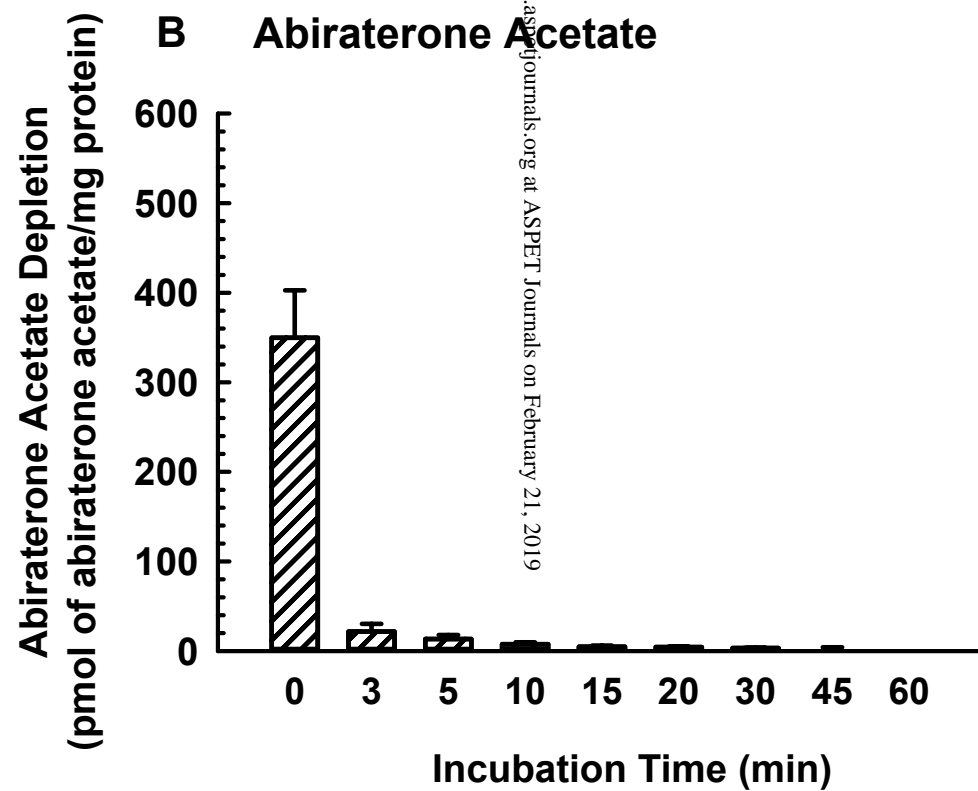 B Abiraterone Acetate
Abiraterone Acetate Depletion
(pmol of abiraterone acetate/mg protein)
600
500
400
300
200
100
0
0 3 5 10 15 20 30 45 60
Incubation Time (min)
.aspetjournals.org at ASPET Journals on February 21, 2019